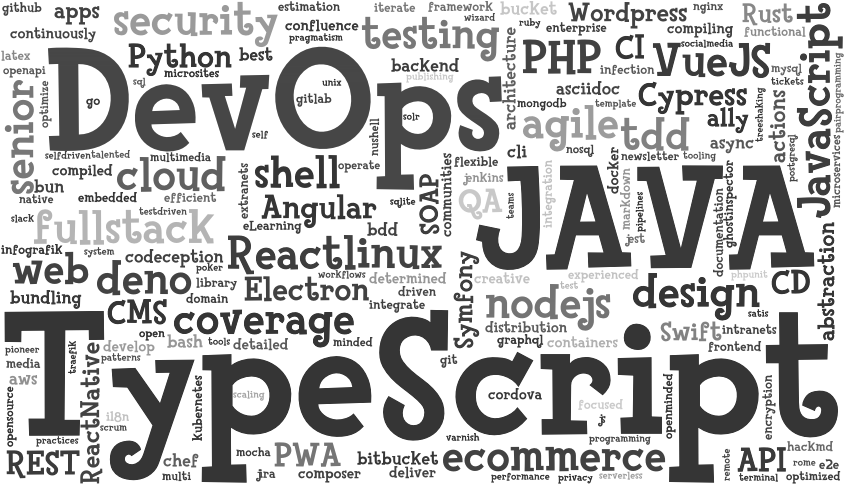 github
apps
continuously
security
estimation
confluence
pragmatism
iterate
framework
wizard
bucket
ruby
enterprise
Wordpress
nginx
compiling
socialmedia
Rust
functional
JavaScript
latex
openapi
Python
best
microsites
sql
testing
backend
publishing
architecture
PHP
CI
infection
VueJS
mysql
tickets
senior
optimize
DevOps
go
unix
gitlab
self
nushell
solr
mongodb
asciidoc
template
Cypress
ally
treeshaking
actions
pairprogramming
selfdriven
talented
multimedia
compiled
cloud
bun
native
embedded
efficient
extranets
shell
operate
agile
tdd
async
postgresql
microservices
cli
nosql
docker
newsletter
tooling
flexible
jenkins
communities
SOAP
sqlite
QA
teams
integration
markdown
pipelines
jest
JAVA
documentation
ghostinspector
slack
testdriven
fullstack
Angular
eLearning
bdd
infografik
system
codeception
Reactlinux
web
deno
poker
library
domain
workflows
Electron
determined
driven
integrate
creative
experienced
test
phpunit
CD
abstraction
bundling
CMS
open
coverage
Symfony
nodejs
design
satis
distribution
graphql
containers
Swift
intranets
frontend
pioneer
media
aws
traefik
develop
patterns
bash
tools
detailed
minded
git
TypeScript
opensource
ReactNative
i18n
scrum
kubernetes
scaling
cordova
focused
js
openminded
encryption
practices
REST
chef
multi
mocha
jra
PWA
composer
bitbucket
deliver
varnish
ecommerce
programming
performance
privacy
serverless
remote
API
terminal
hackmd
rome
e2e
optimized